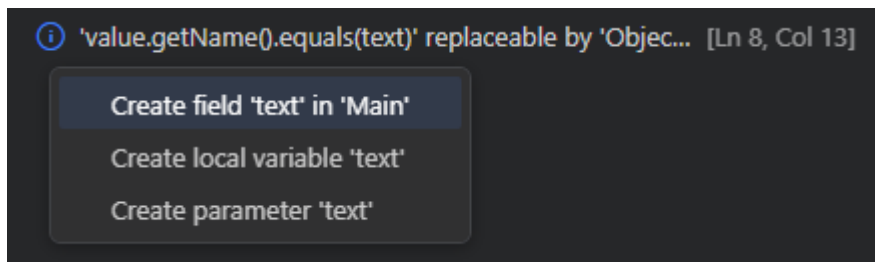 'value.getName().equals(text)' replaceable by 'Objec... [Ln 8, Col 13]
Create field 'text' in 'Main'
Create local variable 'text'
Create parameter 'text'